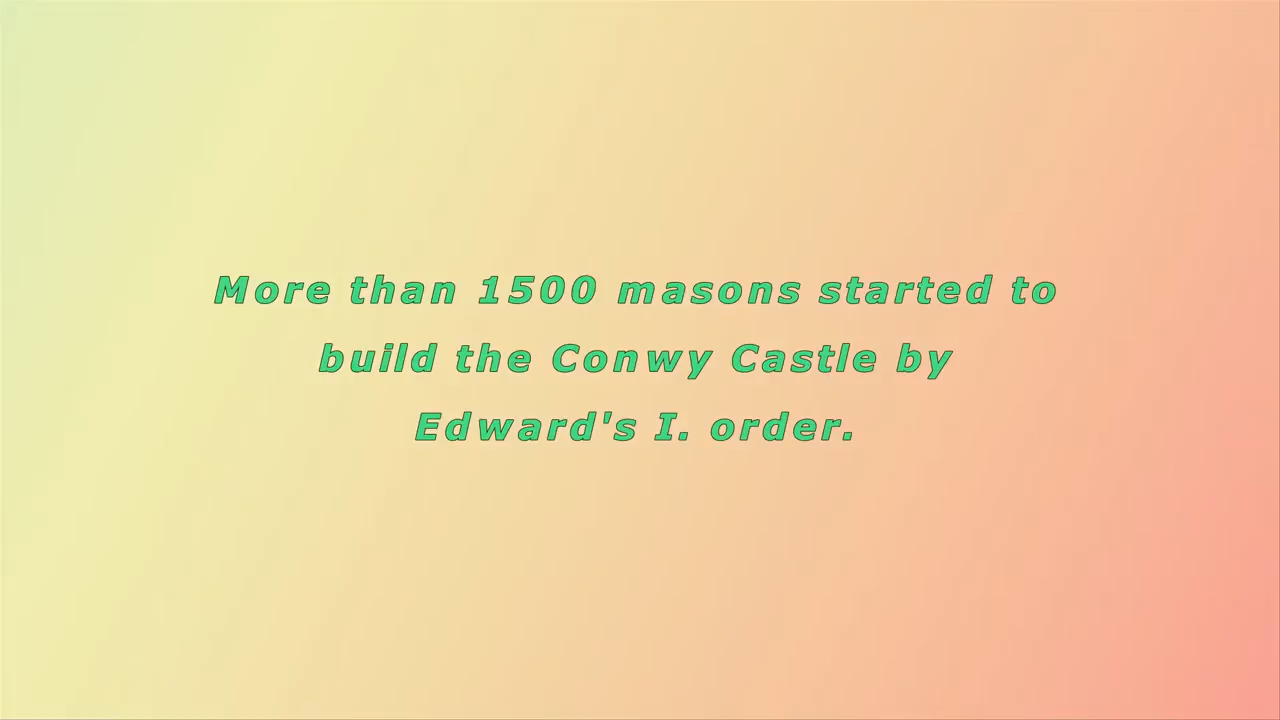 More than 1500 masons started to
build the Conwy Castle by
Edward's I. order.